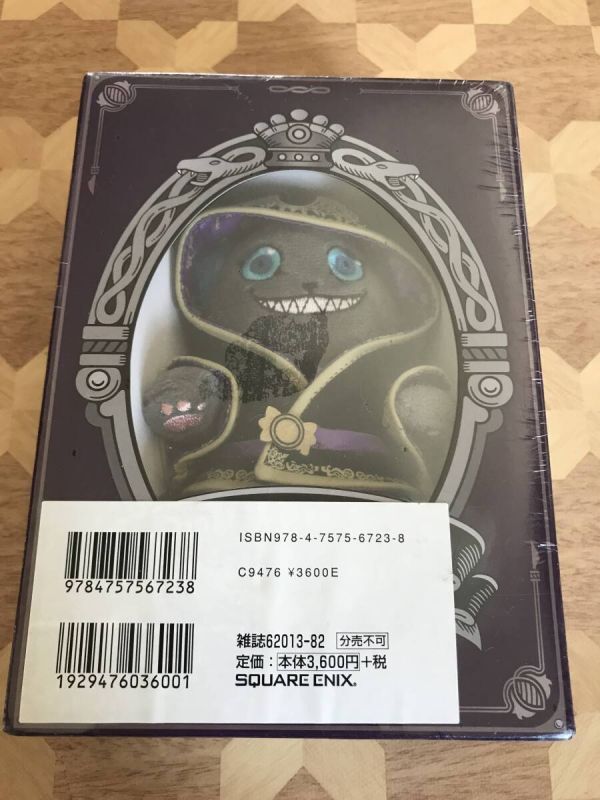 ISBN978-4-7575-6723-8
9784757567238
C9476 ¥3600E
雑誌62013-82 分売不可
定価：本体3,600円+税
1929476036001
SQUARE ENIX®